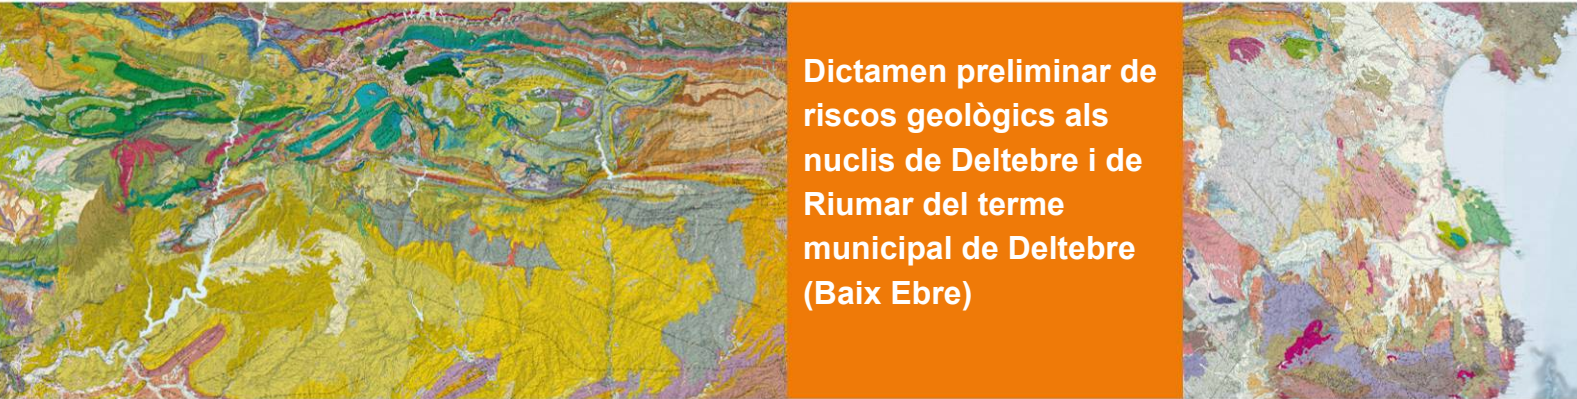 Dictamen preliminar de
riscos geològics als
nuclis de Deltebre i de
Riumar del terme
municipal de Deltebre
(Baix Ebre)